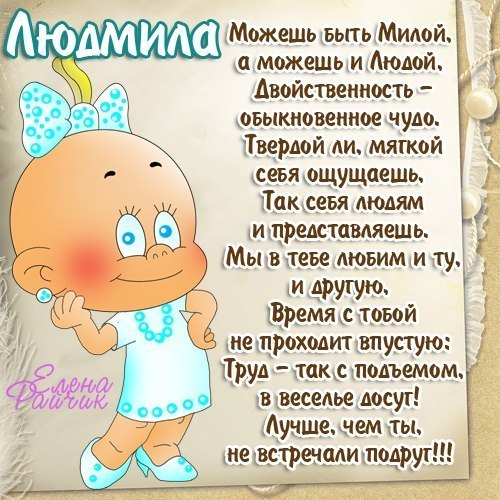 Людмила
Можешь быть Милой,
а можешь и Людой,
Двойственность –
обыкновенное чудо.
Твердой ли, мягкой
себя ощущаешь,
Так себя людям
и представляешь.
Мы в тебе любим и ту,
и другую,
Время с тобой
не проходит впустую:
Труд – так с подъемом,
в веселье досуг!
Лучше, чем ты,
не встречали подруг!!!
Елена
Райчик